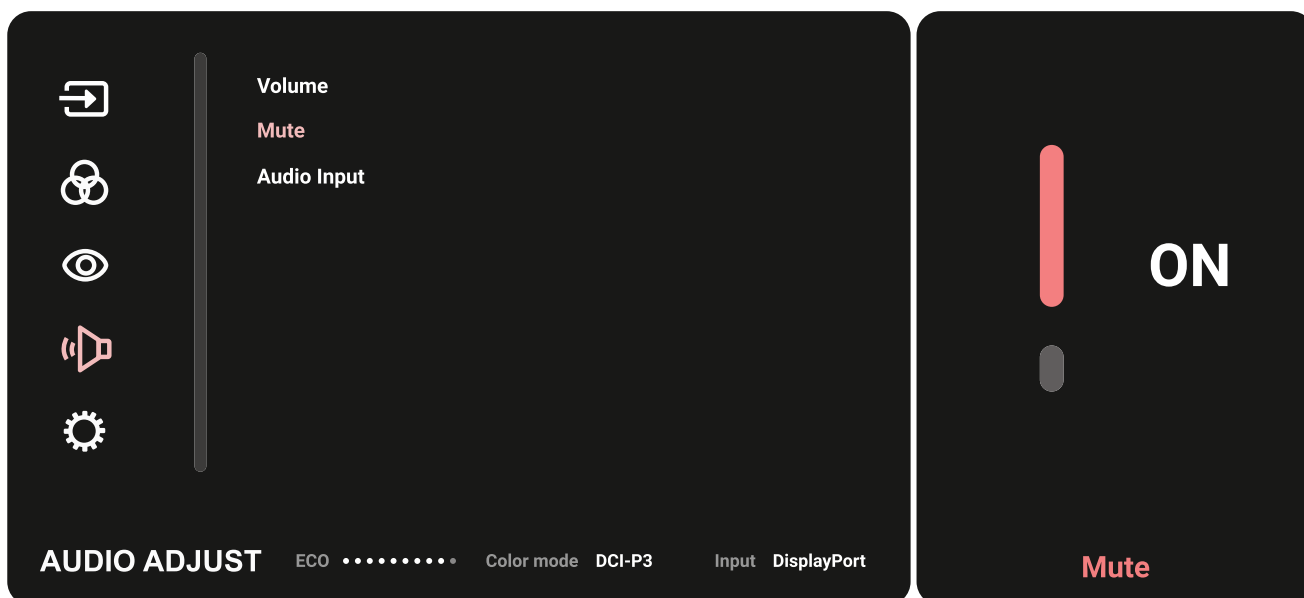 Volume
Mute
Audio Input
ON
AUDIO ADJUST ECO Color mode DCI-P3 Input DisplayPort
Mute